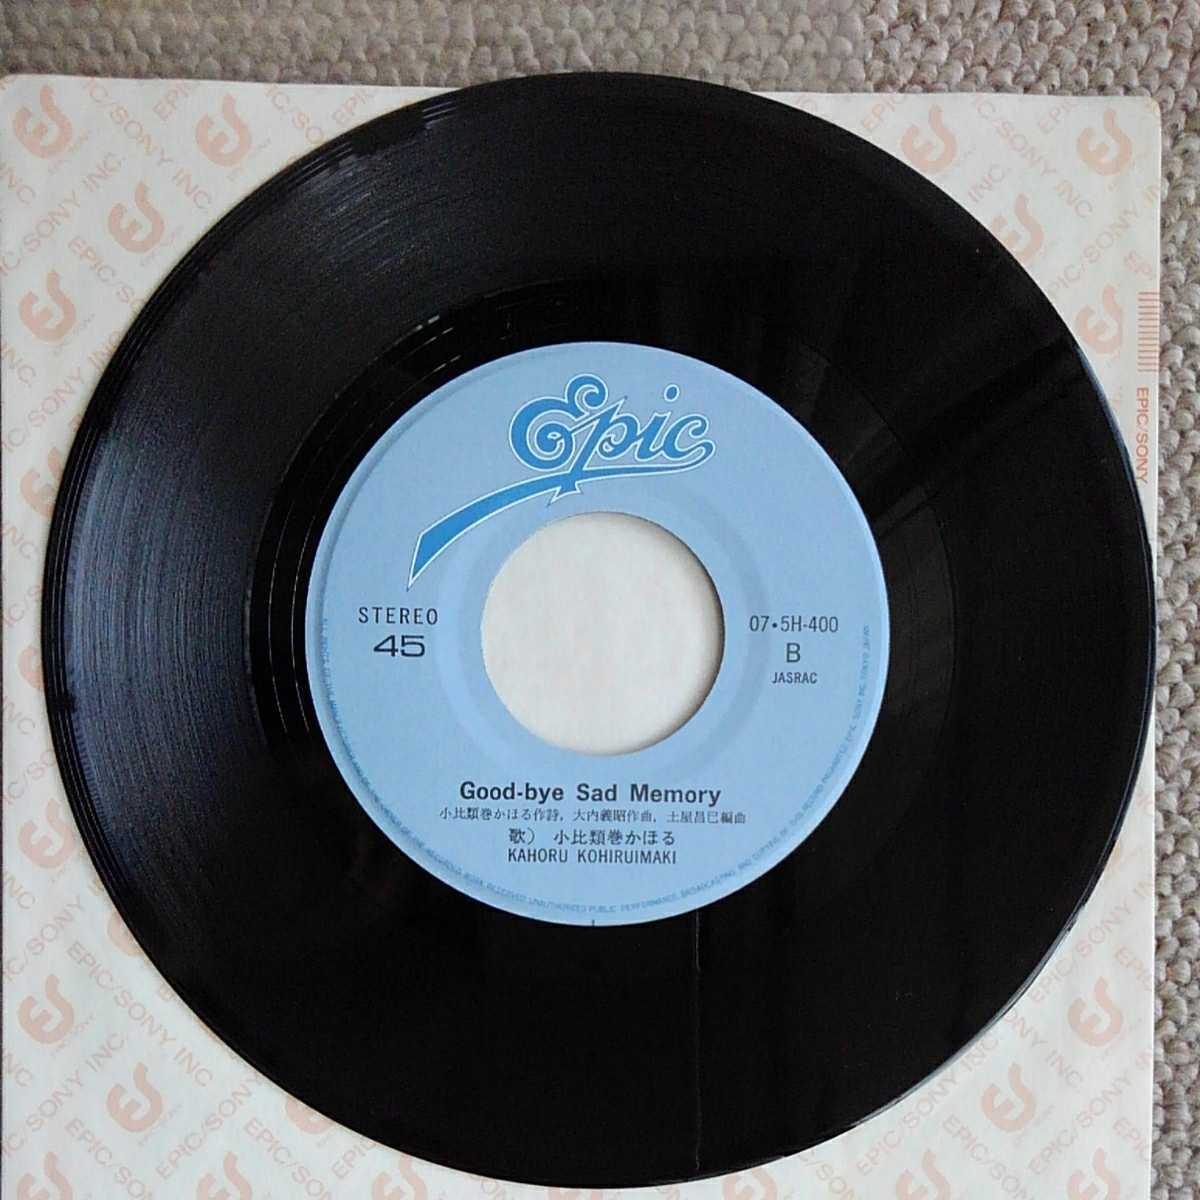 Epic
STEREO
45
07・5H-400
B
JASRAC
Good-bye Sad Memory
小比類巻かほる作詩，大内義昭作曲，土屋昌巳編曲
歌） 小比類巻かほる
KAHORU KOHIRUIMAKI
EPIC/SONY
EPIC/SONY INC.